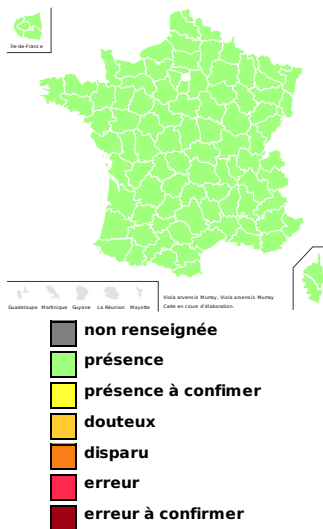 Île-de-France
Guadeloupe Martinique Guyane La Réunion Mayotte
Viola arvensis Murray, Viola arvensis Murray
Carte en cours d'élaboration.
non renseignée
présence
présence à confimer
douteux
disparu
erreur
erreur à confirmer